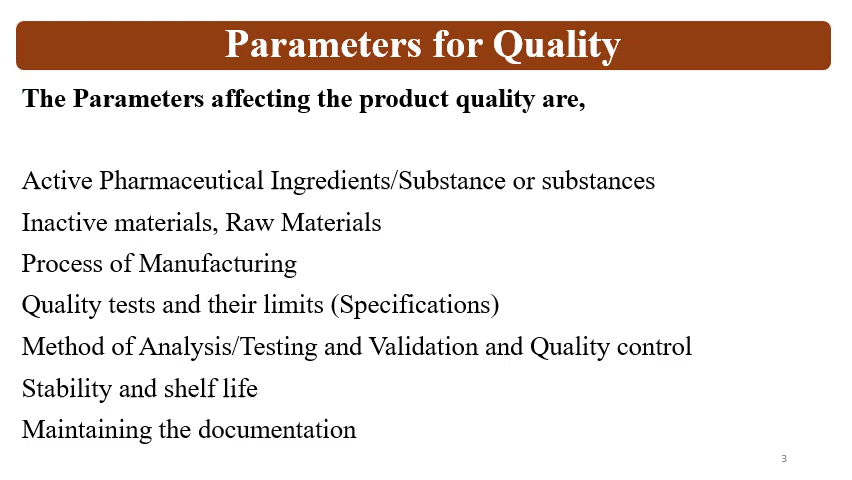 Parameters for Quality
The Parameters affecting the product quality are,
Active Pharmaceutical Ingredients/Substance or substances
Inactive materials, Raw Materials
Process of Manufacturing
Quality tests and their limits (Specifications)
Method of Analysis/Testing and Validation and Quality control
Stability and shelf life
Maintaining the documentation
3